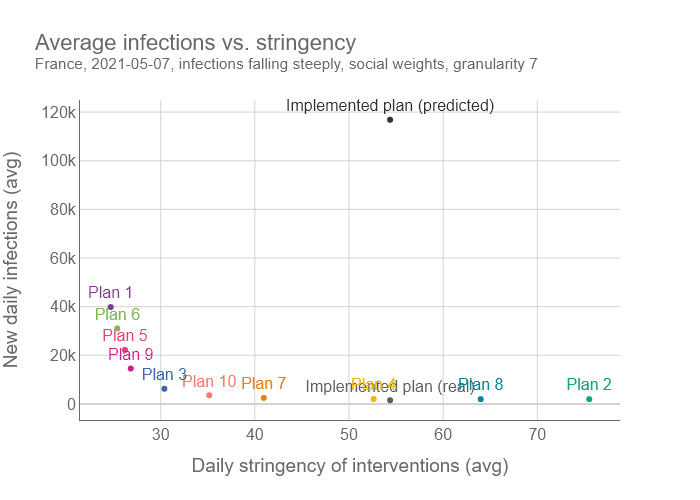 Average infections vs. stringency
France, 2021-05-07, infections falling steeply, social weights, granularity 7
Implemented plan (predicted)
120k
100k
80k
60k
40k
20k
0
New daily infections (avg)
Plan 1
Plan 6
Plan 5
Plan 9
Plan 3
Plan 10
Plan 7
Implemented plan (real)
Plan 4
Plan 8
Plan 2
30
40
50
60
70
Daily stringency of interventions (avg)